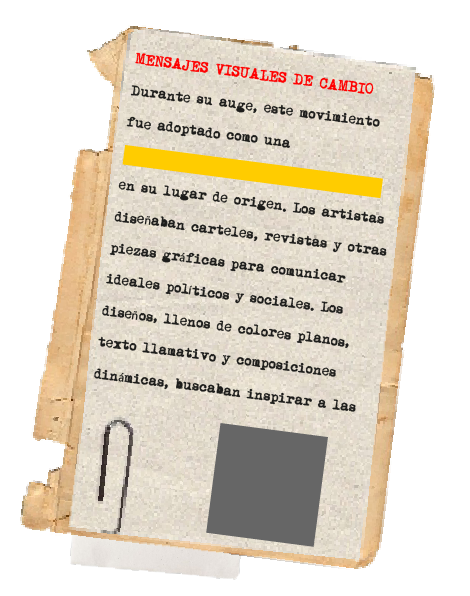 MENSAJES VISUALES DE CAMBIO
Durante su auge, este movimiento
fue adoptado como una
en su lugar de origen. Los artistas
diseñaban carteles, revistas y otras
piezas gráficas para comunicar
ideales políticos y sociales. Los
diseños, llenos de colores planos,
texto llamativo y composiciones
dinámicas, buscaban inspirar a las